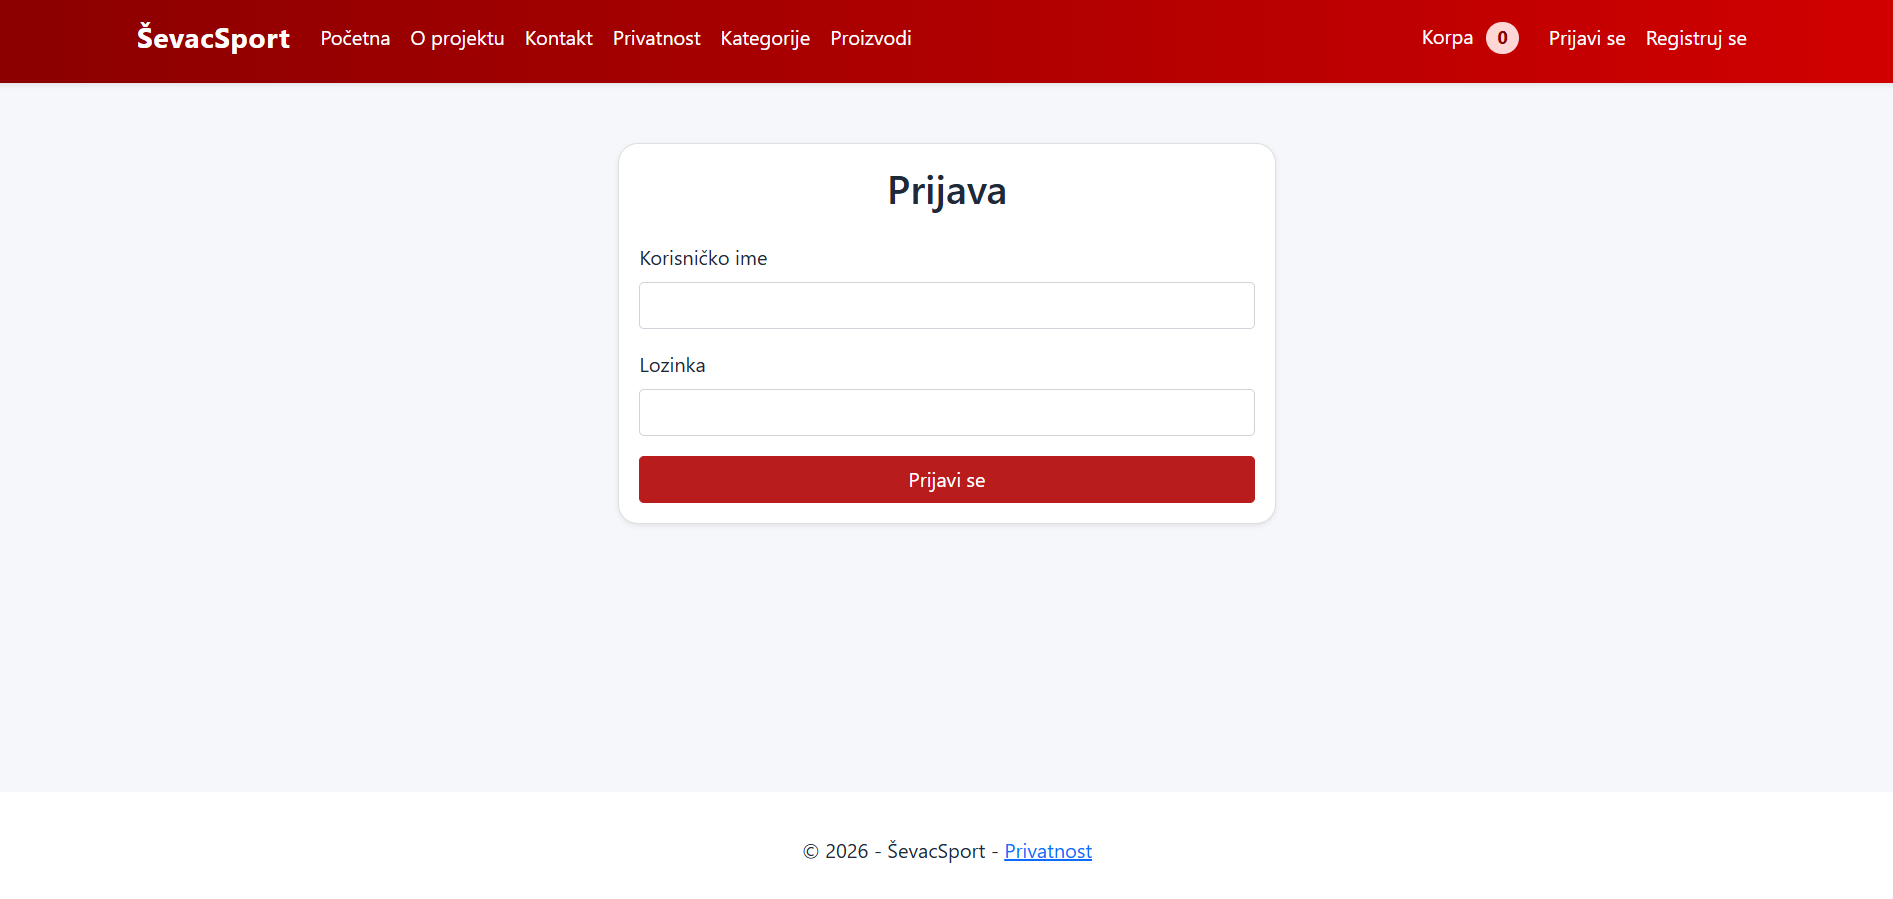 ŠevacSport Početna O projektu Kontakt Privatnost Kategorije Proizvodi Korpa 0 Prijavi se Registruj se
Prijava
Korisničko ime
Lozinka
Prijavi se
© 2026 - ŠevacSport - Privatnost